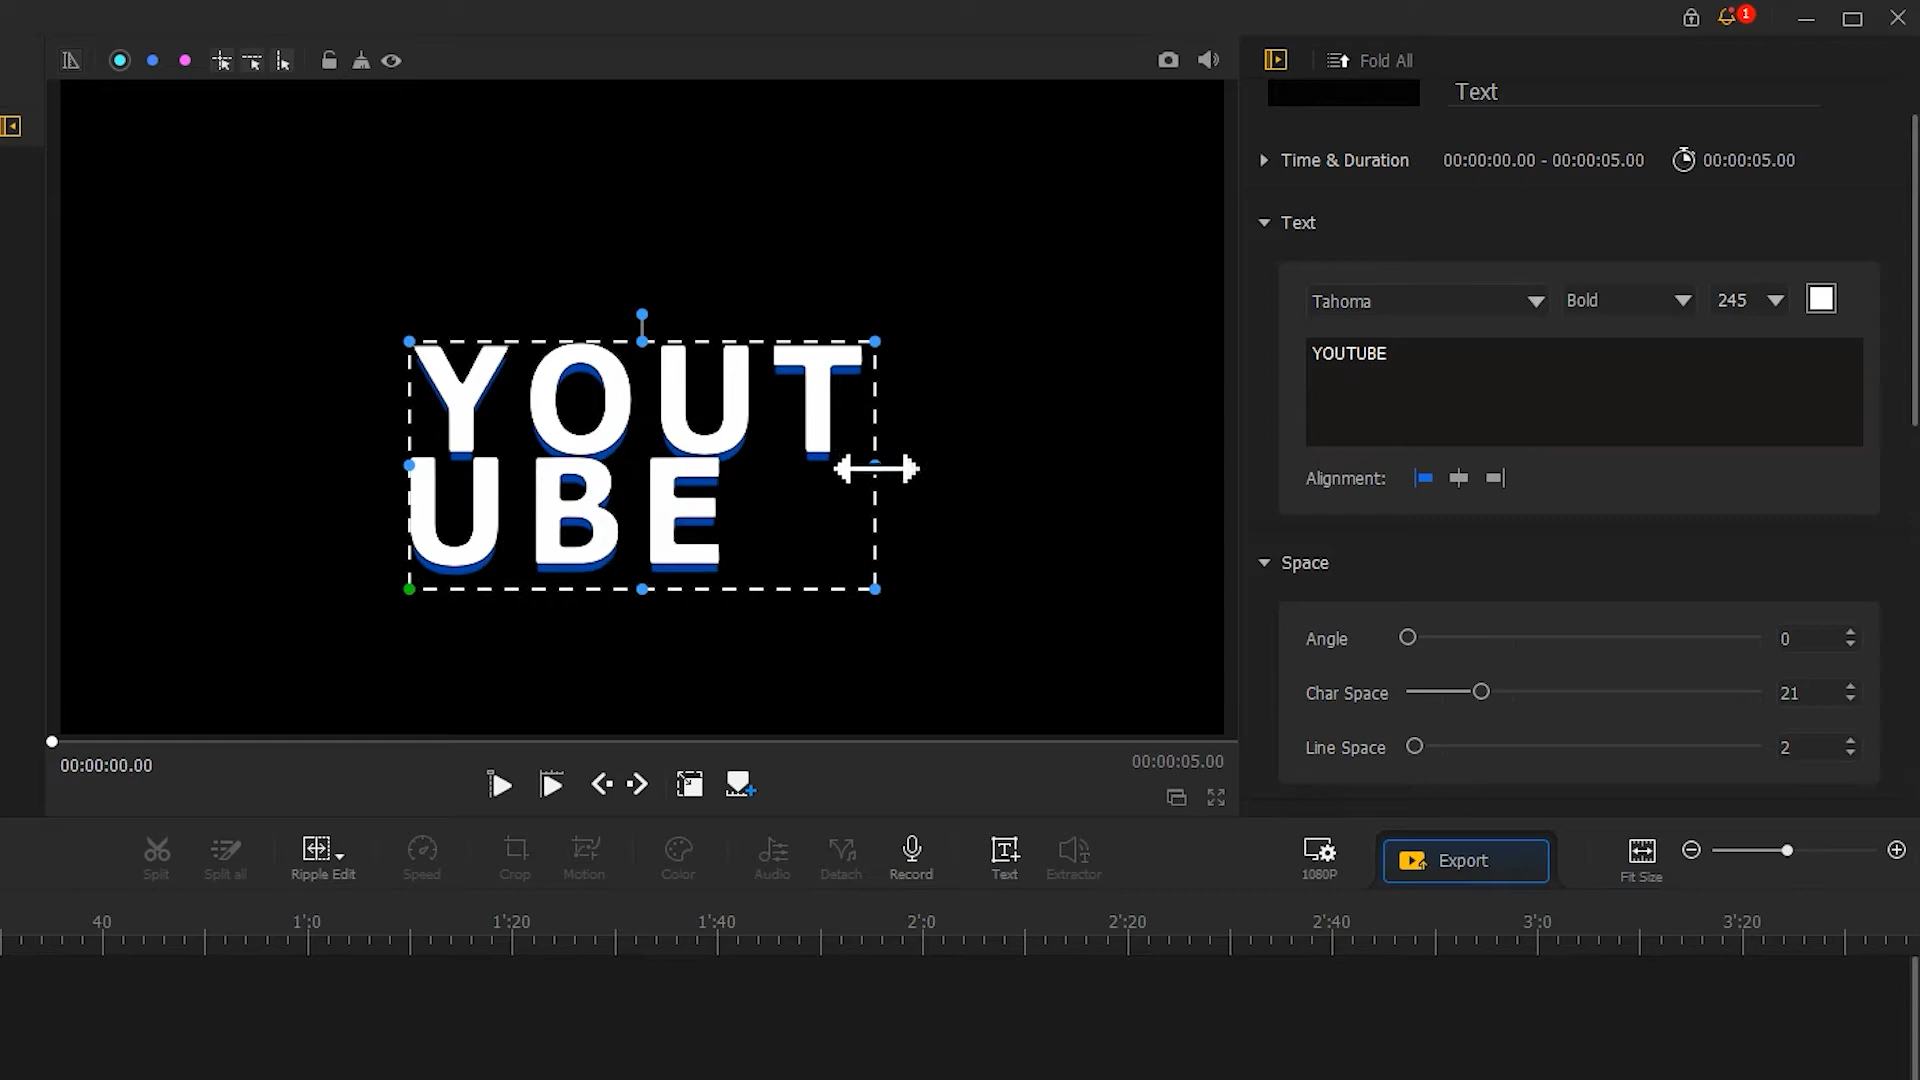 1
Fold All
Text
Time & Duration 00:00:00.00 - 00:00:05.00 00:00:05.00
Text
Tahoma Bold 245
YOUTUBE
Alignment:
Space
Angle 0
Char Space 21
Line Space 2
YOUT
UBE
00:00:00.00
00:00:05.00
Split
Split all
Ripple Edit
Speed
Crop
Motion
Color
Audio
Detach
Record
Text
Extractor
1080P
Export
Fit Size
40 1':0 1':20 1':40 2':0 2':20 2':40 3':0 3':20